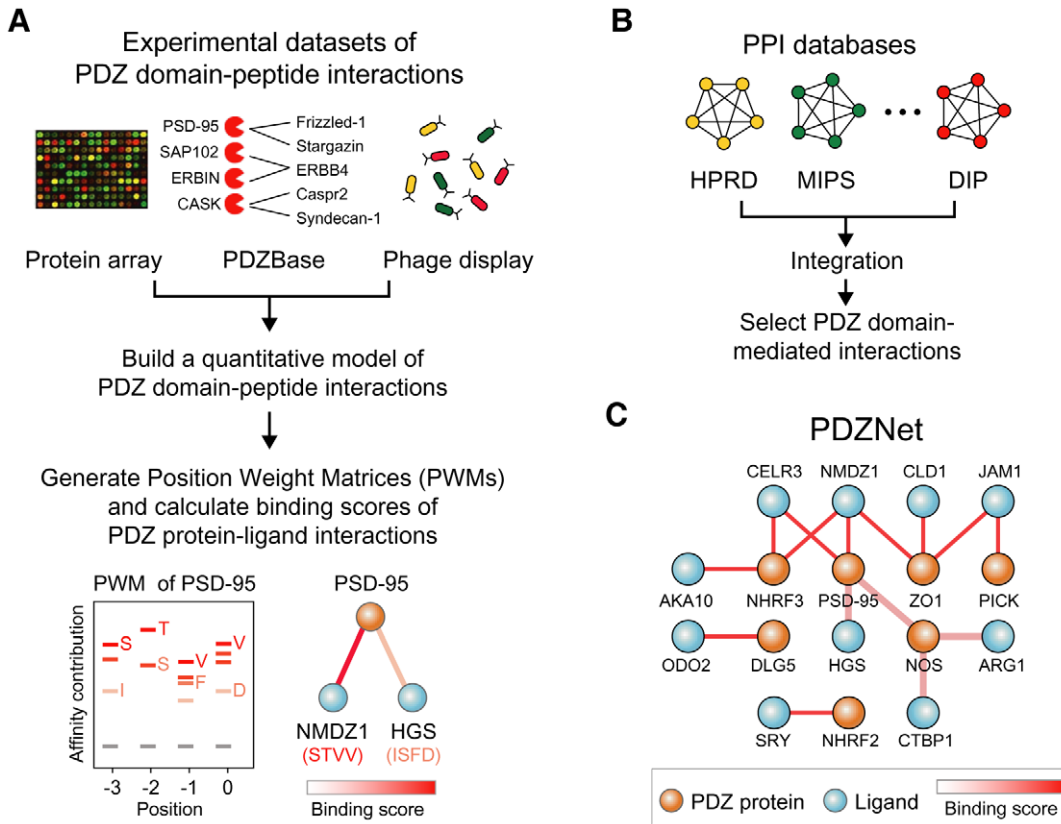 A
Experimental datasets of
PDZ domain-peptide interactions
PSD-95
SAP102
ERBIN
CASK
Frizzled-1
Stargazin
ERBB4
Caspr2
Syndecan-1
Protein array
PDZBase
Phage display
Build a quantitative model of
PDZ domain-peptide interactions
Generate Position Weight Matrices (PWMs)
and calculate binding scores of
PDZ protein-ligand interactions
PWM of PSD-95
Affinity contribution
S
I
T
S
V
F
V
D
-3 -2 -1 0
Position
PSD-95
NMDZ1 HGS
(STVV) (ISFD)
Binding score
B
PPI databases
HPRD MIPS DIP
Integration
Select PDZ domain-
mediated interactions
C
PDZNet
CELR3 NMDZ1 CLD1 JAM1
AKA10 NHRF3 PSD-95 ZO1 PICK
ODO2 DLG5 HGS NOS ARG1
SRY NHRF2 CTBP1
PDZ protein Ligand Binding score